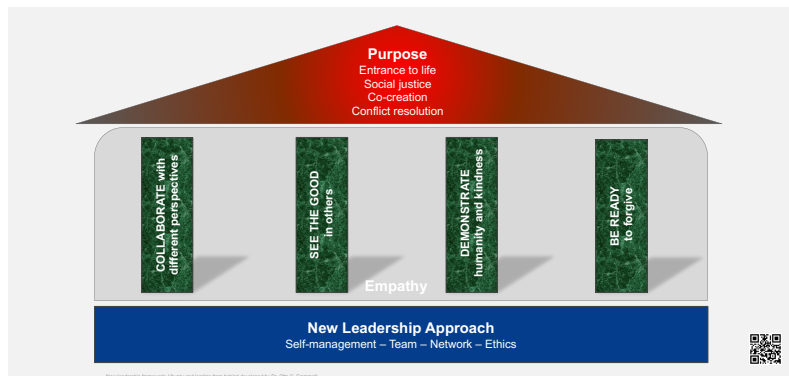 Purpose
Entrance to life
Social justice
Co-creation
Conflict resolution
COLLABORATE with
different perspectives
SEE THE GOOD
in others
DEMONSTRATE
humanity and kindness
BE READY
to forgive
Empathy
New Leadership Approach
Self-management – Team – Network – Ethics